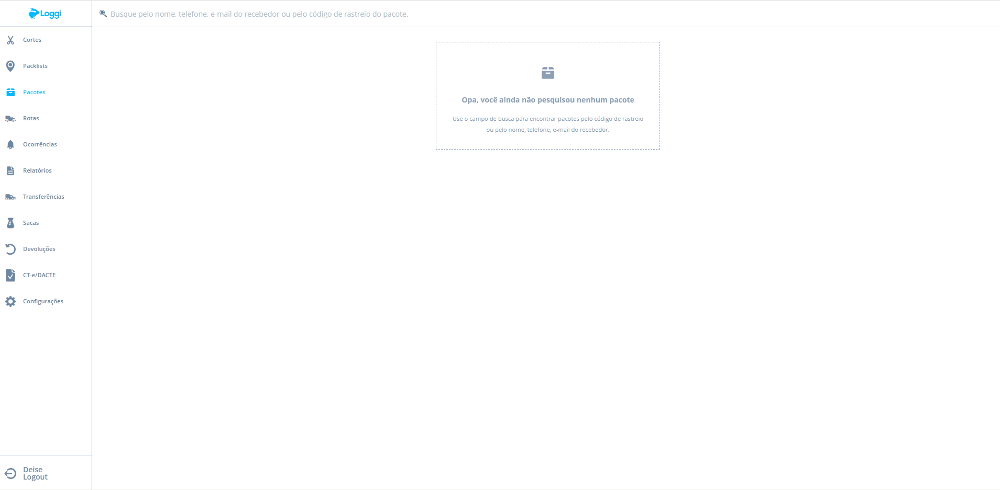 Loggi
Busque pelo nome, telefone, e-mail do recebedor ou pelo código de rastreio do pacote.
Cortes
Packlists
Pacotes
Rotas
Ocorrências
Relatórios
Transferências
Sacas
Devoluções
CT-e/DACTE
Configurações
Deise
Logout
Opa, você ainda não pesquisou nenhum pacote
Use o campo de busca para encontrar pacotes pelo código de rastreio
ou pelo nome, telefone, e-mail do recebedor.